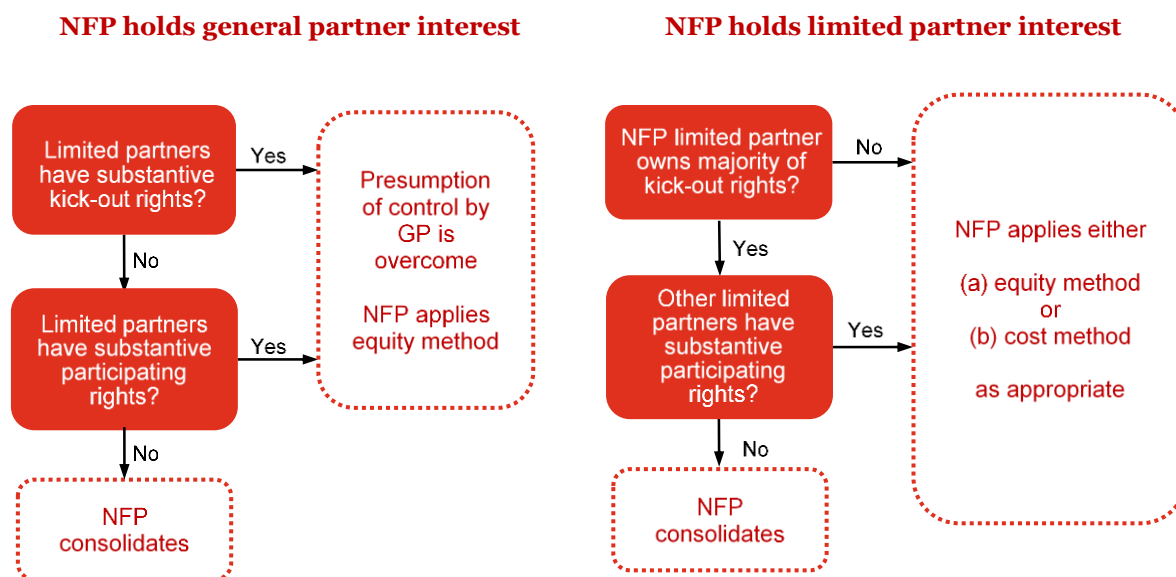 NFP holds general partner interest
Limited partners
have substantive
kick-out rights?
Yes
No
Limited partners
have substantive
participating
rights?
Yes
No
Presumption
of control by
GP is
overcome
NFP applies
equity method
NFP
consolidates
NFP holds limited partner interest
NFP limited partner
owns majority of
kick-out rights?
No
Yes
Other limited
partners have
substantive
participating
rights?
Yes
No
NFP applies either
(a) equity method
or
(b) cost method
as appropriate
NFP
consolidates